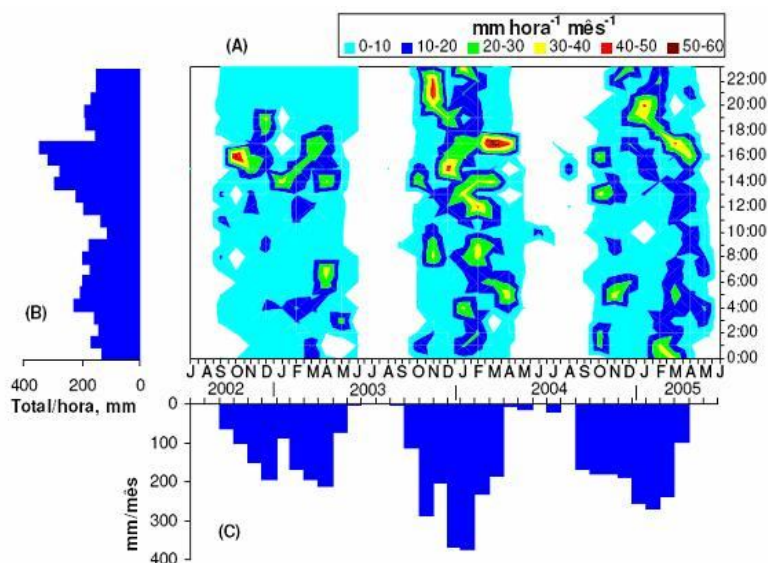 mm hora⁻¹ mês⁻¹
0-10 10-20 20-30 30-40 40-50 50-60
(A)
22:00
20:00
18:00
16:00
14:00
12:00
10:00
8:00
6:00
4:00
2:00
0:00
(B)
400 200 0
Total/hora, mm
J A S O N D J F M A M J J A S O N D J F M A M J J A S O N D J F M A M J
2002 2003 2004 2005
0
100
200
300
400
mm/mês
(C)